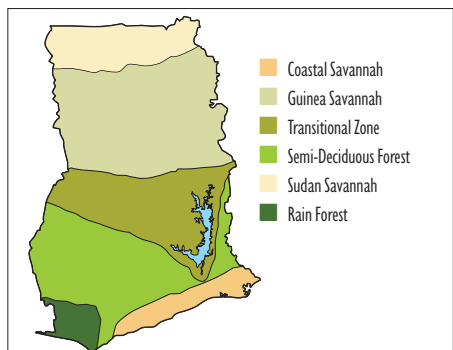 Coastal Savannah
Guinea Savannah
Transitional Zone
Semi-Deciduous Forest
Sudan Savannah
Rain Forest